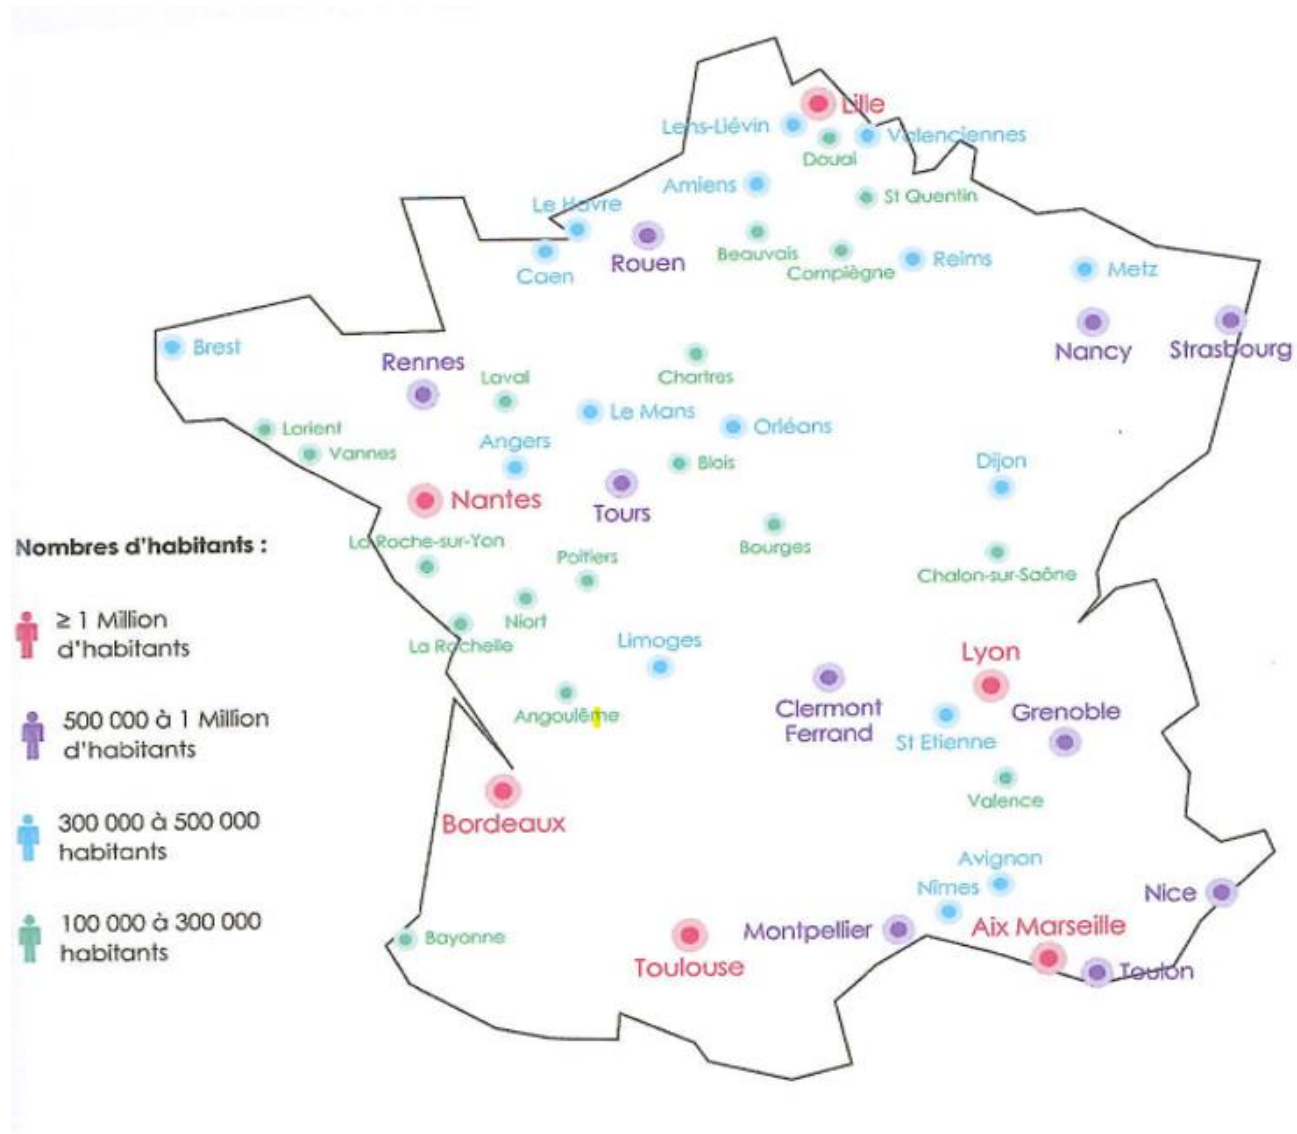 Lille
Lens-Liévin
Valenciennes
Douai
Amiens
St Quentin
Le Havre
Rouen
Beauvais
Compiègne
Reims
Metz
Caen
Nancy
Strasbourg
Brest
Rennes
Laval
Chartres
Le Mans
Orléans
Lorient
Vannes
Angers
Blois
Dijon
Nantes
Tours
Bourges
Nombres d'habitants :
La Roche-sur-Yon
Poitiers
Chalon-sur-Saône
≥ 1 Million
d'habitants
Niort
La Rochelle
Limoges
Lyon
500 000 à 1 Million
d'habitants
Angoulême
Clermont
Ferrand
St Etienne
Grenoble
Valence
300 000 à 500 000
habitants
Bordeaux
Avignon
Nîmes
Nice
100 000 à 300 000
habitants
Bayonne
Toulouse
Montpellier
Aix Marseille
Toulon